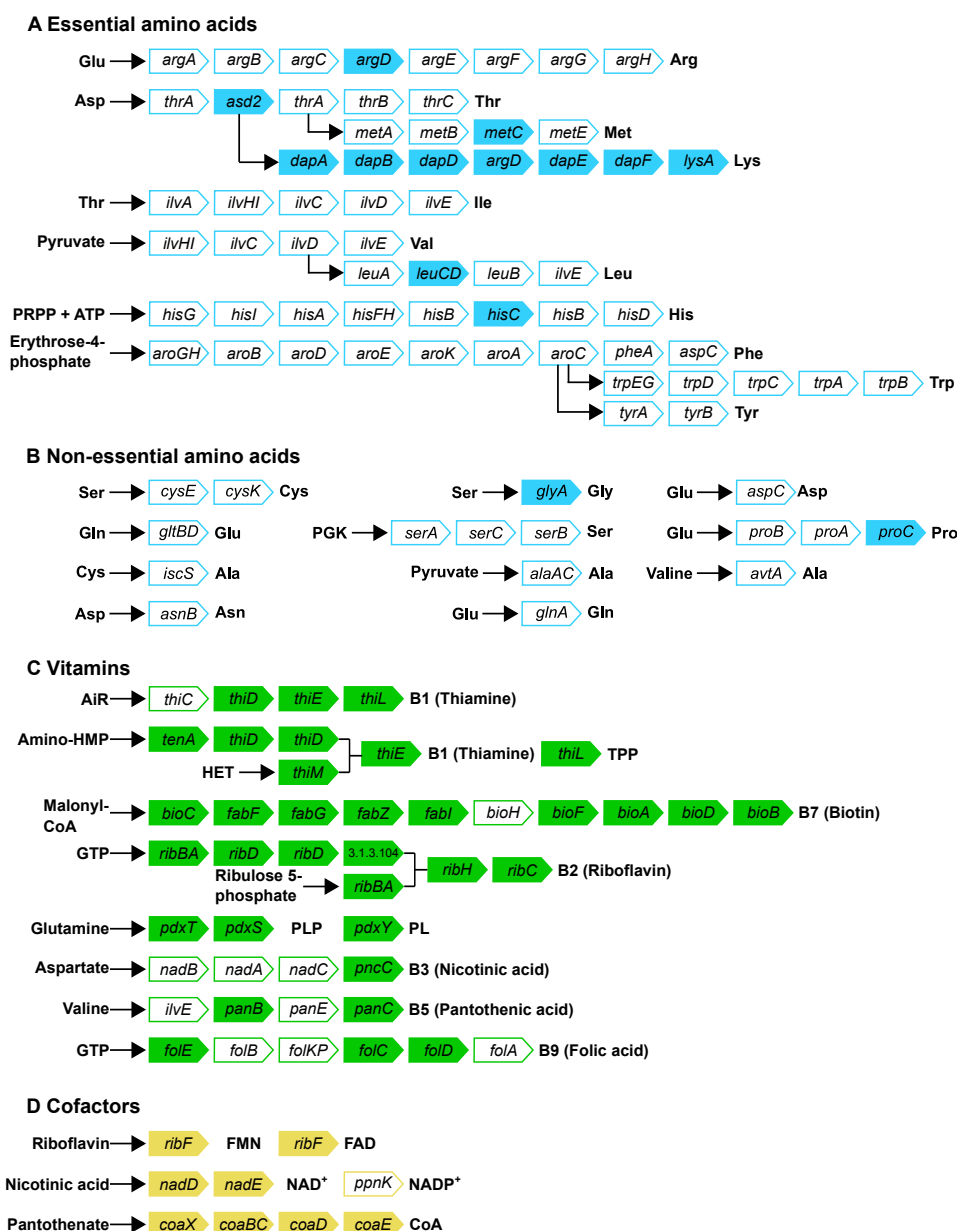 A Essential amino acids
Glu argA argB argC argD argE argF argG argH Arg
Asp thrA asd2 thrA thrB thrC Thr
metA metB metC metE Met
dapA dapB dapD argD dapE dapF lysA Lys
Thr ilvA ilvHI ilvC ilvD ilvE Ile
Pyruvate ilvHI ilvC ilvD ilvE Val
leuA leuCD leuB ilvE Leu
PRPP + ATP hisG hisI hisA hisFH hisB hisC hisB hisD His
Erythrose-4-
phosphate aroGH aroB aroD aroE aroK aroA aroC pheA aspC Phe
trpEG trpD trpC trpA trpB Trp
tyrA tyrB Tyr
B Non-essential amino acids
Ser cysE cysK Cys Ser glyA Gly Glu aspC Asp
Gln gltBD Glu PGK serA serC serB Ser Glu proB proA proC Pro
Cys iscS Ala Pyruvate alaAC Ala Valine avtA Ala
Asp asnB Asn Glu glnA Gln
C Vitamins
AiR thiC thiD thiE thiL B1 (Thiamine)
Amino-HMP tenA thiD thiD thiE B1 (Thiamine) thiL TPP
HET thiM
Malonyl-
CoA bioC fabF fabG fabZ fabI bioH bioF bioA bioD bioB B7 (Biotin)
GTP ribBA ribD ribD 3.1.3.104 ribH ribC B2 (Riboflavin)
Ribulose 5-
phosphate ribBA
Glutamine pdxT pdxS PLP pdxY PL
Aspartate nadB nadA nadC pncC B3 (Nicotinic acid)
Valine ilvE panB panE panC B5 (Pantothenic acid)
GTP folE folB folKP folC folD folA B9 (Folic acid)
D Cofactors
Riboflavin ribF FMN ribF FAD
Nicotinic acid nadD nadE NAD+ ppnK NADP+
Pantothenate coaX coaBC coaD coaE CoA